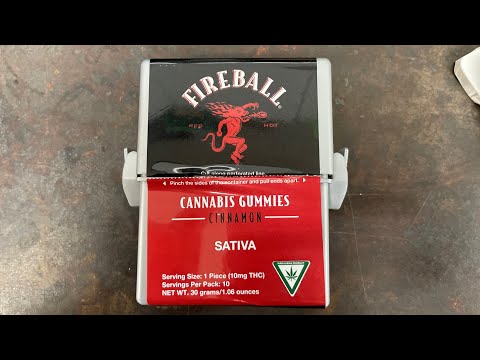 FIREBALL
RED HOT
Cut along perforated line.
Pinch the sides of the container and pull ends apart.
CANNABIS GUMMIES
CINNAMON
SATIVA
Serving Size: 1 Piece (10mg THC)
Servings Per Pack: 10
NET WT. 30 grams/1.06 ounces